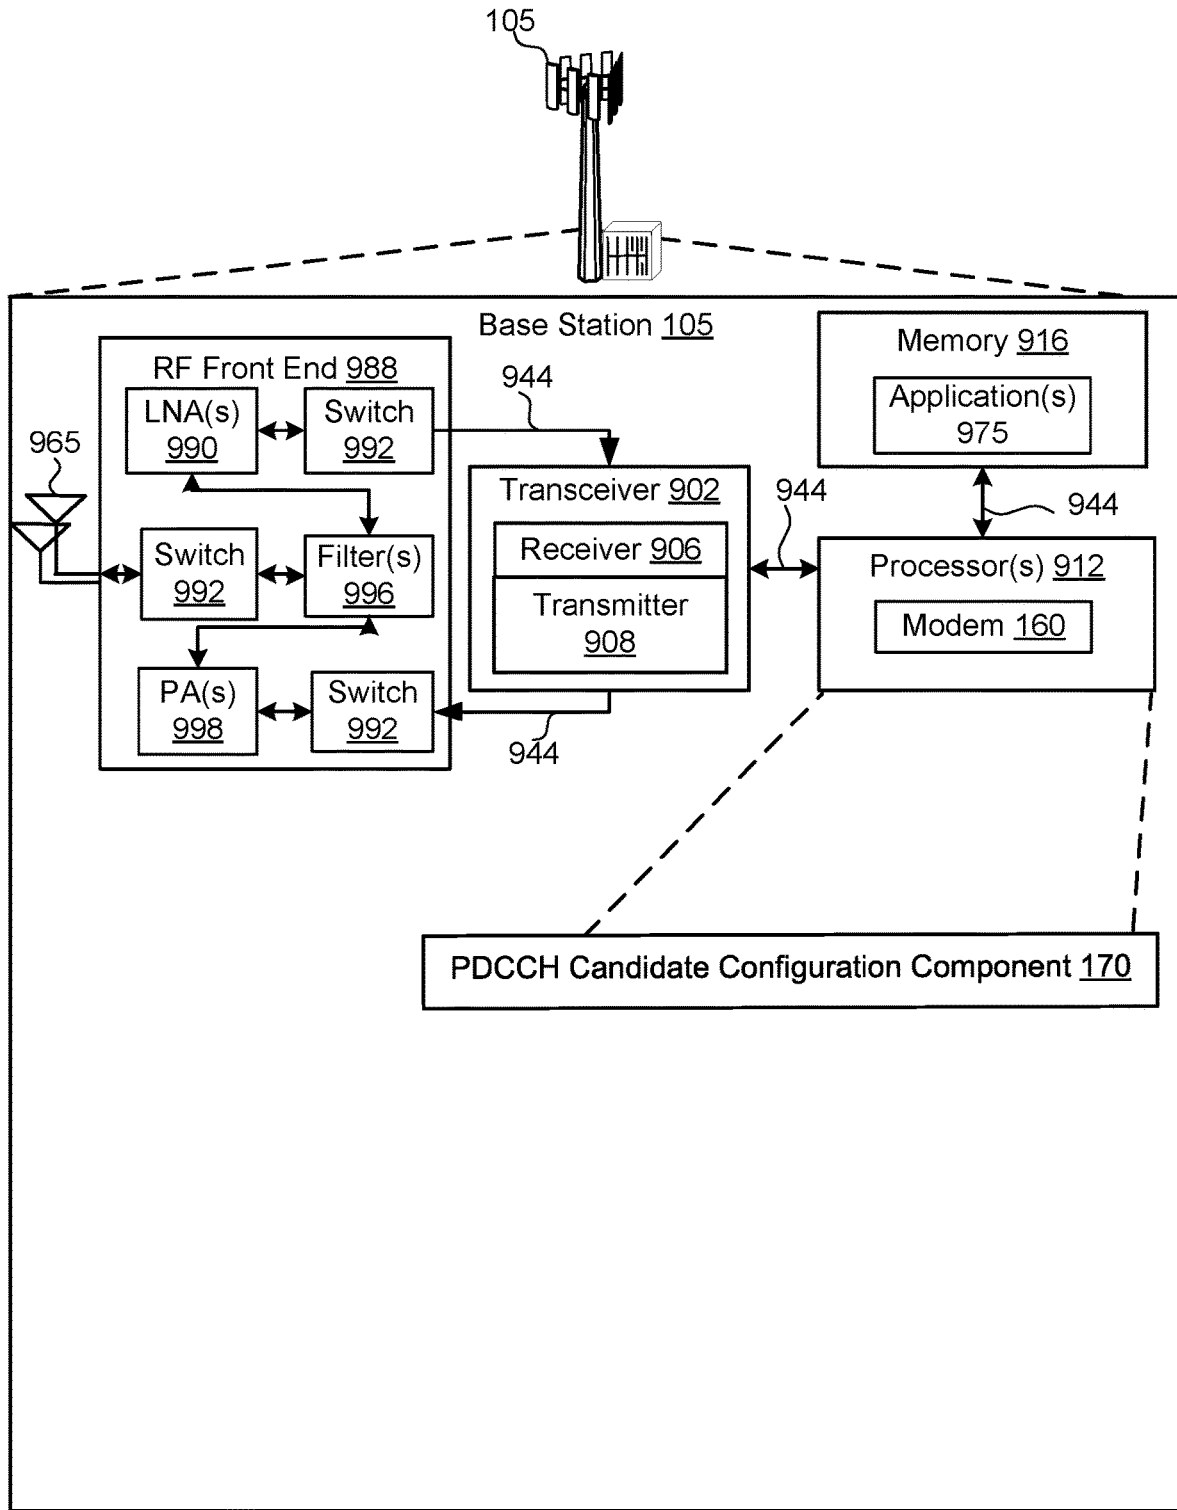 105
Base Station 105
RF Front End 988
LNA(s)
990
Switch
992
944
965
Switch
992
Filter(s)
996
PA(s)
998
Switch
992
944
Transceiver 902
Receiver 906
Transmitter
908
944
Memory 916
Application(s)
975
944
Processor(s) 912
Modem 160
PDCCH Candidate Configuration Component 170